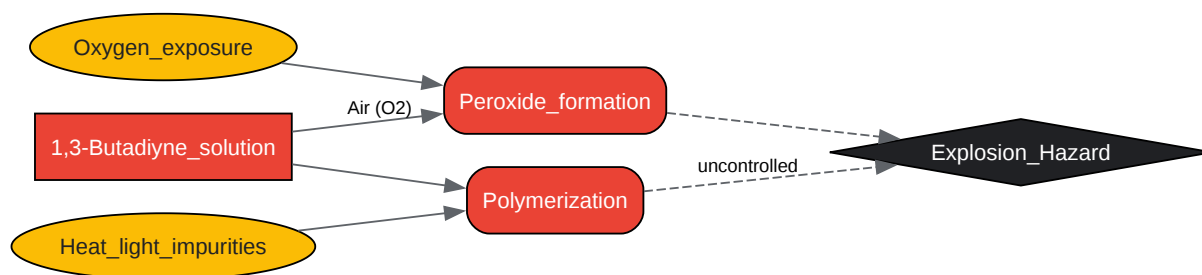 Oxygen_exposure
Air (O2)
Peroxide_formation
1,3-Butadiyne_solution
Explosion_Hazard
uncontrolled
Polymerization
Heat_light_impurities